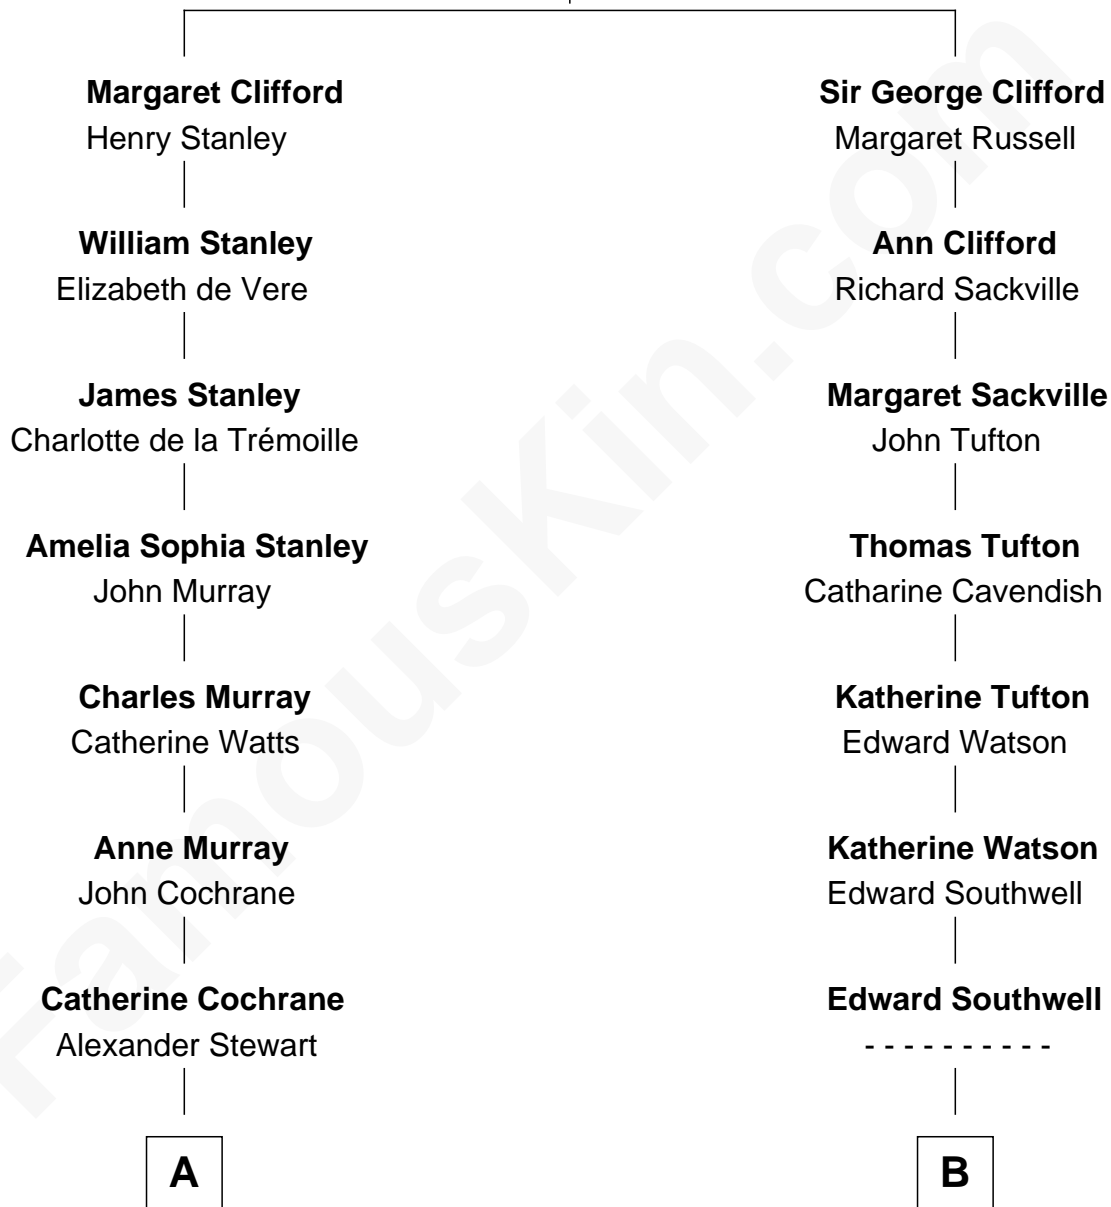 Margaret Clifford
Henry Stanley
Sir George Clifford
Margaret Russell
William Stanley
Elizabeth de Vere
Ann Clifford
Richard Sackville
James Stanley
Charlotte de la Trémoille
Margaret Sackville
John Tufton
Amelia Sophia Stanley
John Murray
Thomas Tufton
Catharine Cavendish
Charles Murray
Catherine Watts
Katherine Tufton
Edward Watson
Anne Murray
John Cochrane
Katherine Watson
Edward Southwell
Catherine Cochrane
Alexander Stewart
Edward Southwell
- - - - - - - - - -
A
B
FamousKin.com